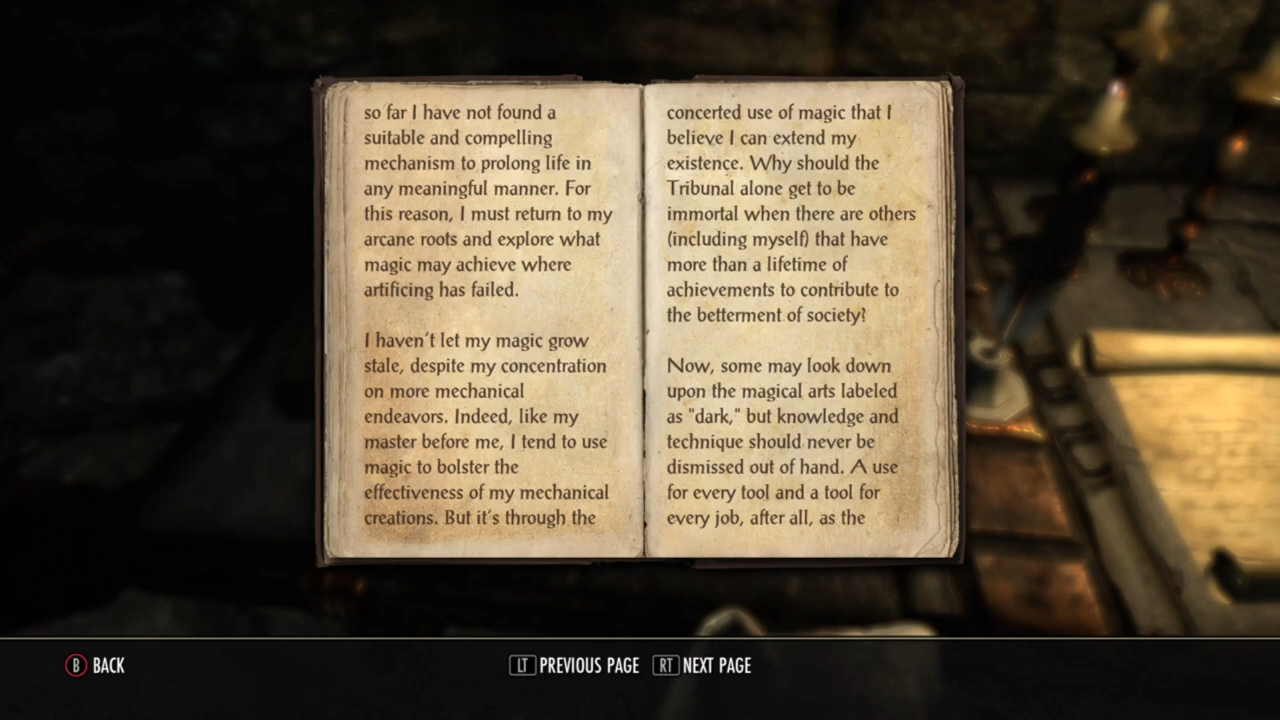 so far I have not found a
suitable and compelling
mechanism to prolong life in
any meaningful manner. For
this reason, I must return to my
arcane roots and explore what
magic may achieve where
artificing has failed.
I haven't let my magic grow
stale, despite my concentration
on more mechanical
endeavors. Indeed, like my
master before me, I tend to use
magic to bolster the
effectiveness of my mechanical
creations. But it's through the
concerted use of magic that I
believe I can extend my
existence. Why should the
Tribunal alone get to be
immortal when there are others
(including myself) that have
more than a lifetime of
achievements to contribute to
the betterment of society?
Now, some may look down
upon the magical arts labeled
as "dark," but knowledge and
technique should never be
dismissed out of hand. A use
for every tool and a tool for
every job, after all, as the
B BACK
LT PREVIOUS PAGE RT NEXT PAGE